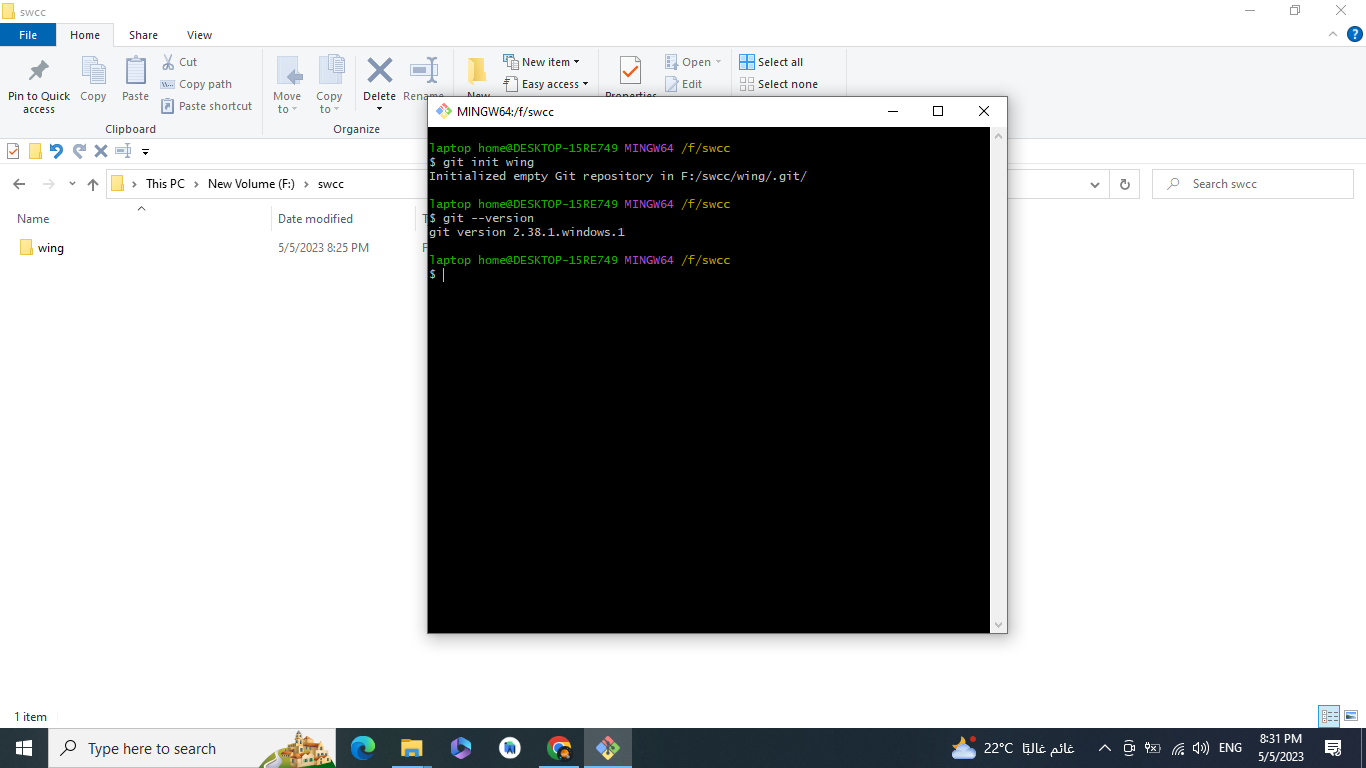 swcc
File Home Share View
Pin to Quick access
Copy
Paste
Cut
Copy path
Paste shortcut
Clipboard
Move to
Copy to
Delete
Rename
Organize
New
New item
Easy access
Properties
Open
Edit
Select all
Select none
This PC > New Volume (F:) > swcc
Search swcc
Name Date modified
wing 5/5/2023 8:25 PM
MINGW64:/f/swcc
laptop home@DESKTOP-15RE749 MINGW64 /f/swcc
$ git init wing
Initialized empty Git repository in F:/swcc/wing/.git/
laptop home@DESKTOP-15RE749 MINGW64 /f/swcc
$ git --version
git version 2.38.1.windows.1
laptop home@DESKTOP-15RE749 MINGW64 /f/swcc
$
1 item
Type here to search
22°C غائم غالبًا
ENG
8:31 PM
5/5/2023